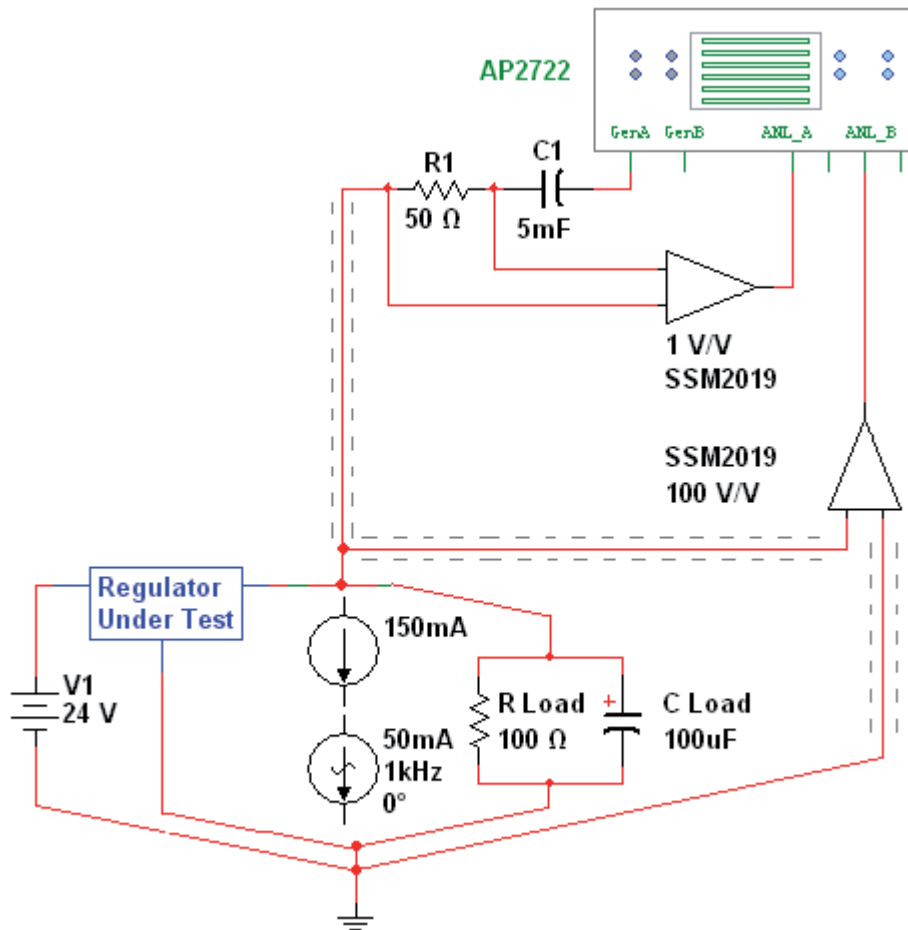 AP2722
GenA GenB ANL_A ANL_B
R1
50 Ω
C1
5mF
1 V/V
SSM2019
SSM2019
100 V/V
Regulator
Under Test
V1
24 V
150mA
50mA
1kHz
0°
R Load
100 Ω
+
C Load
100uF